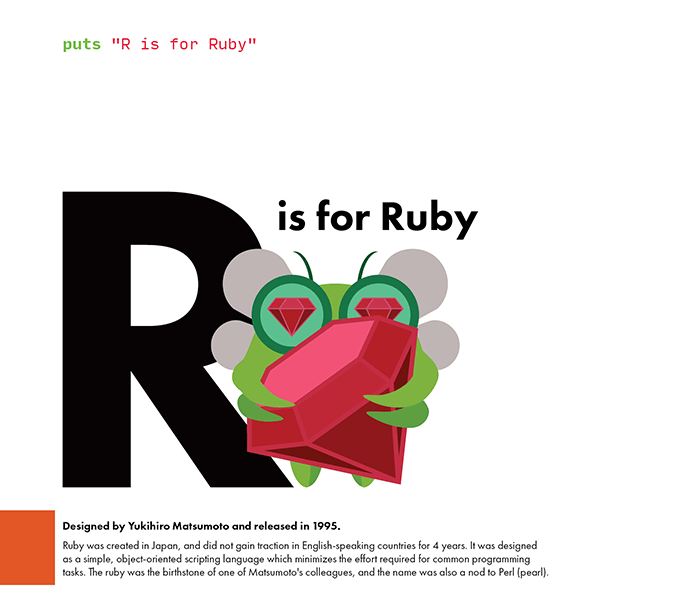 puts "R is for Ruby"
R is for Ruby
Designed by Yukihiro Matsumoto and released in 1995.
Ruby was created in Japan, and did not gain traction in English-speaking countries for 4 years. It was designed
as a simple, object-oriented scripting language which minimizes the effort required for common programming
tasks. The ruby was the birthstone of one of Matsumoto's colleagues, and the name was also a nod to Perl (pearl).